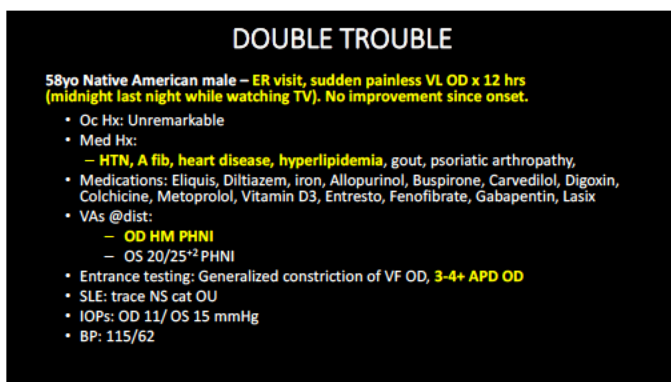 DOUBLE TROUBLE
58yo Native American male – ER visit, sudden painless VL OD x 12 hrs
(midnight last night while watching TV). No improvement since onset.
• Oc Hx: Unremarkable
• Med Hx:
– HTN, A fib, heart disease, hyperlipidemia, gout, psoriatic arthropathy,
• Medications: Eliquis, Diltiazem, iron, Allopurinol, Buspirone, Carvedilol, Digoxin,
Colchicine, Metoprolol, Vitamin D3, Entresto, Fenofibrate, Gabapentin, Lasix
• VAs @dist:
– OD HM PHNI
– OS 20/25+2 PHNI
• Entrance testing: Generalized constriction of VF OD, 3-4+ APD OD
• SLE: trace NS cat OU
• IOPs: OD 11/ OS 15 mmHg
• BP: 115/62